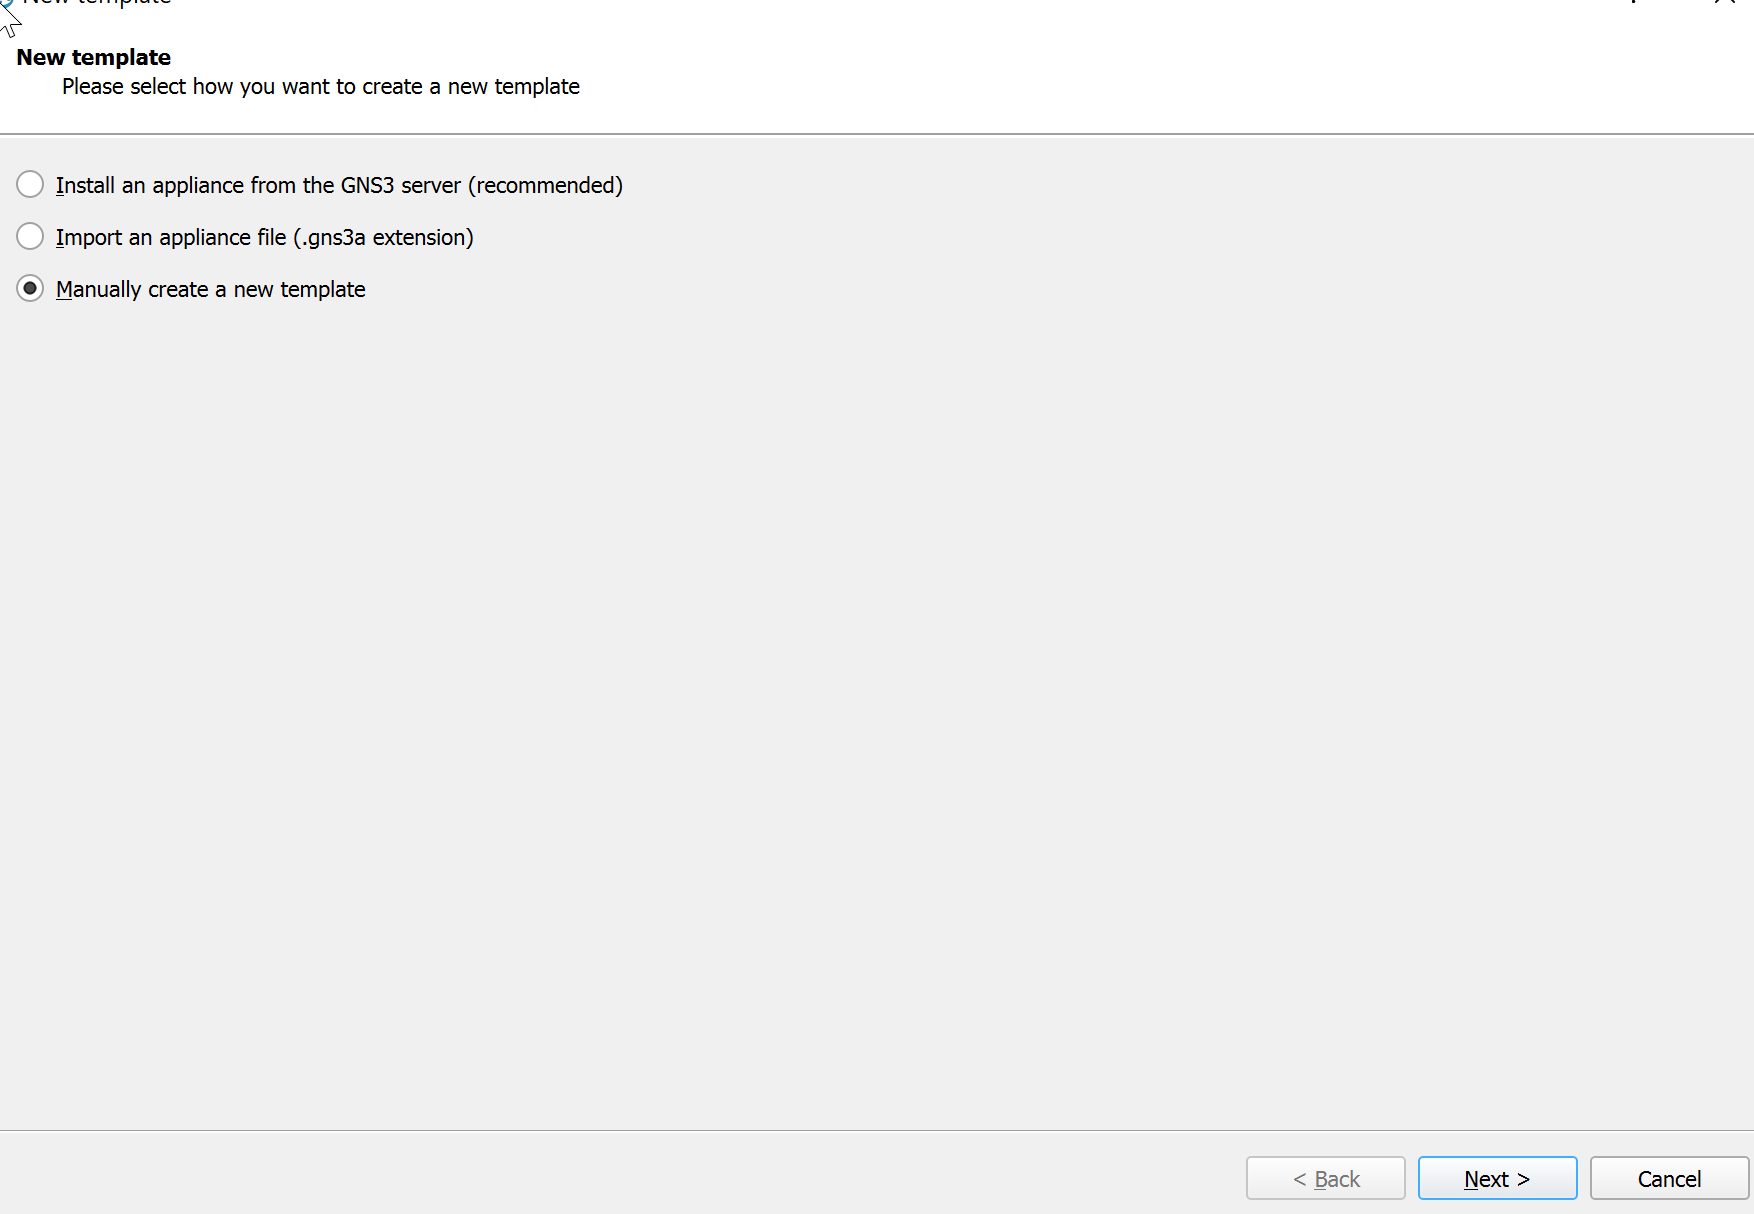 New template
New template
Please select how you want to create a new template
Install an appliance from the GNS3 server (recommended)
Import an appliance file (.gns3a extension)
Manually create a new template
< Back
Next >
Cancel